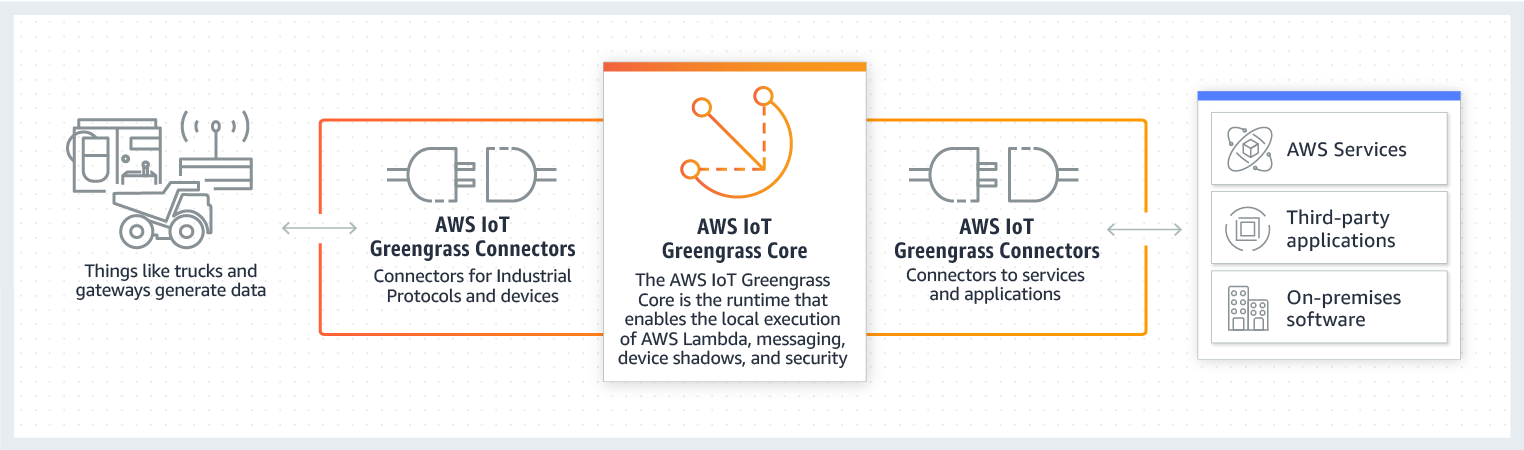 Things like trucks and
gateways generate data
AWS IoT
Greengrass Connectors
Connectors for Industrial
Protocols and devices
AWS IoT
Greengrass Core
The AWS IoT Greengrass
Core is the runtime that
enables the local execution
of AWS Lambda, messaging,
device shadows, and security
AWS IoT
Greengrass Connectors
Connectors to services
and applications
AWS Services
Third-party
applications
On-premises
software